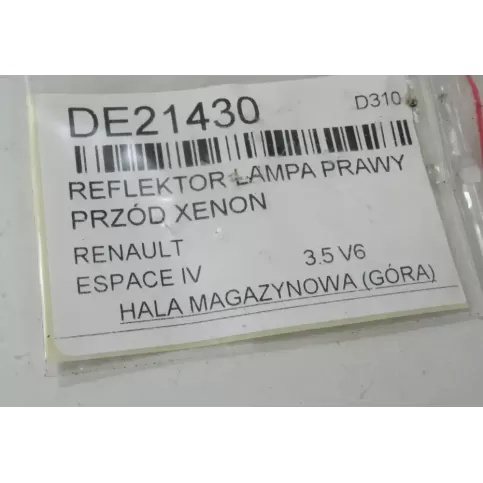 DE21430 D310
REFLEKTOR LAMPA PRAWY
PRZÓD XENON
RENAULT
ESPACE IV 3.5 V6
HALA MAGAZYNOWA (GÓRA)